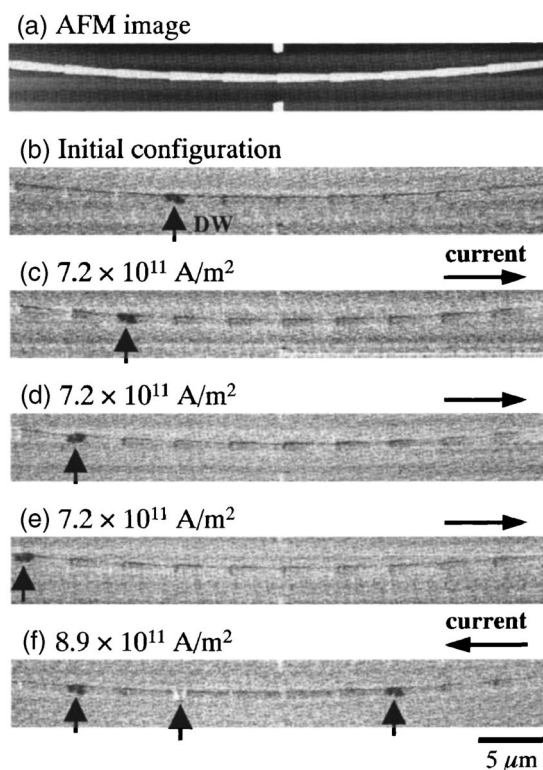 (a) AFM image
(b) Initial configuration
DW
current
(c) 7.2 × 10¹¹ A/m²
(d) 7.2 × 10¹¹ A/m²
(e) 7.2 × 10¹¹ A/m²
current
(f) 8.9 × 10¹¹ A/m²
5 μm